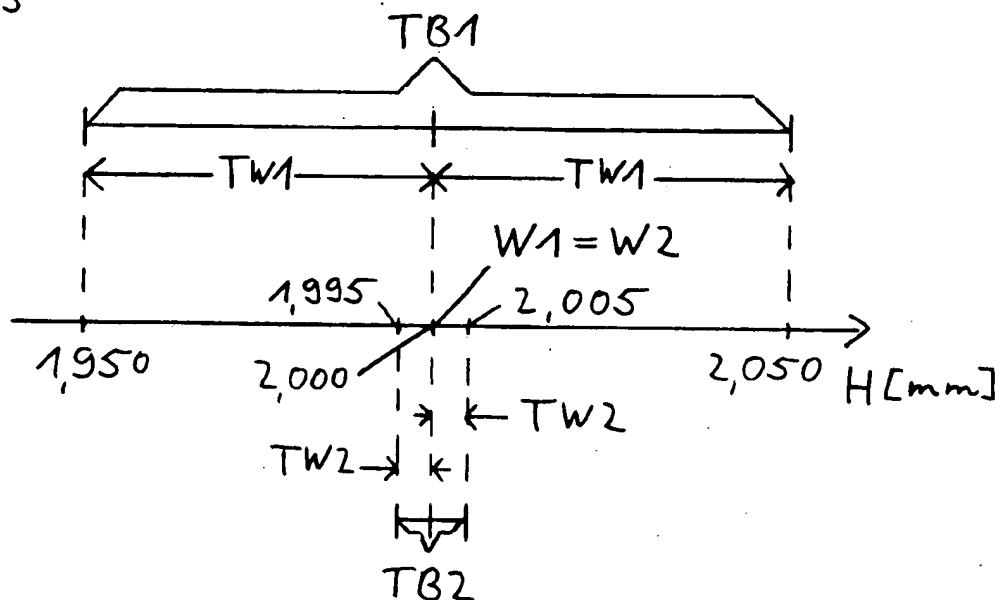 TB1
TW1 TW1
W1 = W2
1,995 2,005
1,950 2,000 2,050 H[mm]
TW2
TW2
TB2